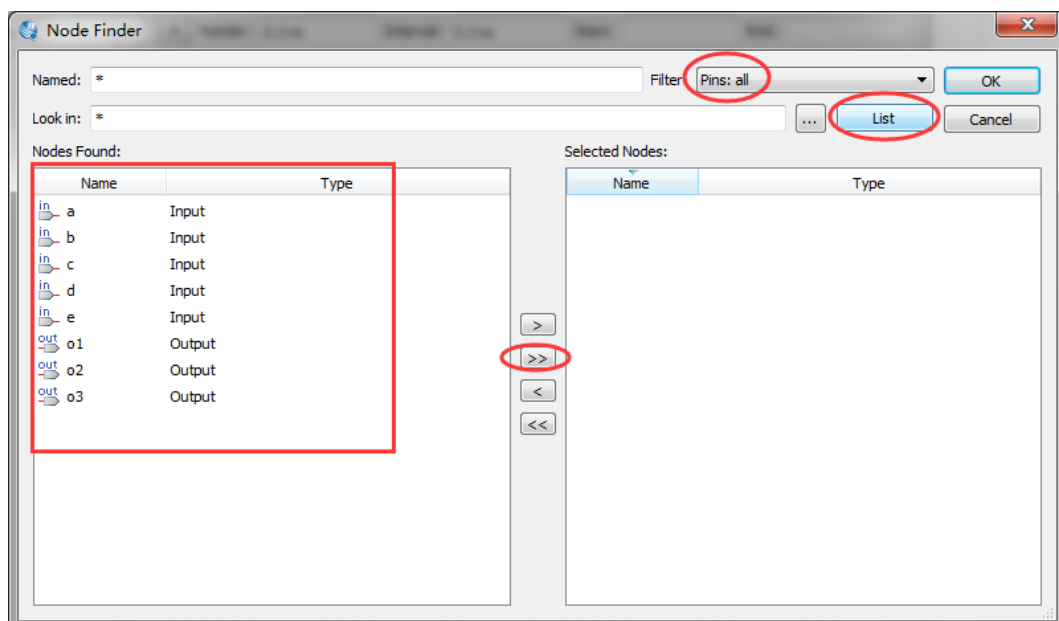 Node Finder
Named: * Filter Pins: all OK
Look in: * ... List Cancel
Nodes Found: Selected Nodes:
Name Type Name Type
in a Input
in b Input
in c Input
in d Input
in e Input
out o1 Output
out o2 Output
out o3 Output
>
>>
<
<<